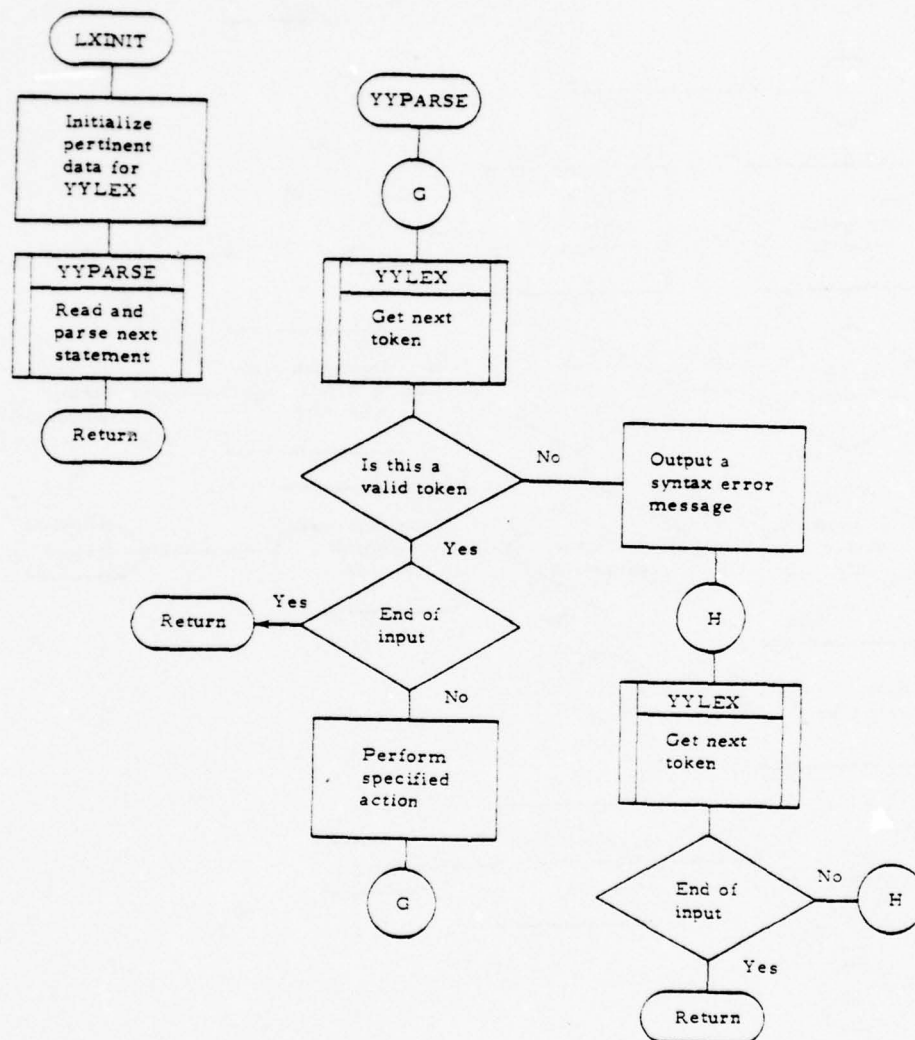 LXINIT
Initialize
pertinent
data for
YYLEX
YYPARSE
Read and
parse next
statement
Return
YYPARSE
G
YYLEX
Get next
token
Is this a
valid token
No
Output a
syntax error
message
Yes
End of
input
Yes
Return
No
Perform
specified
action
G
H
YYLEX
Get next
token
End of
input
No
H
Yes
Return